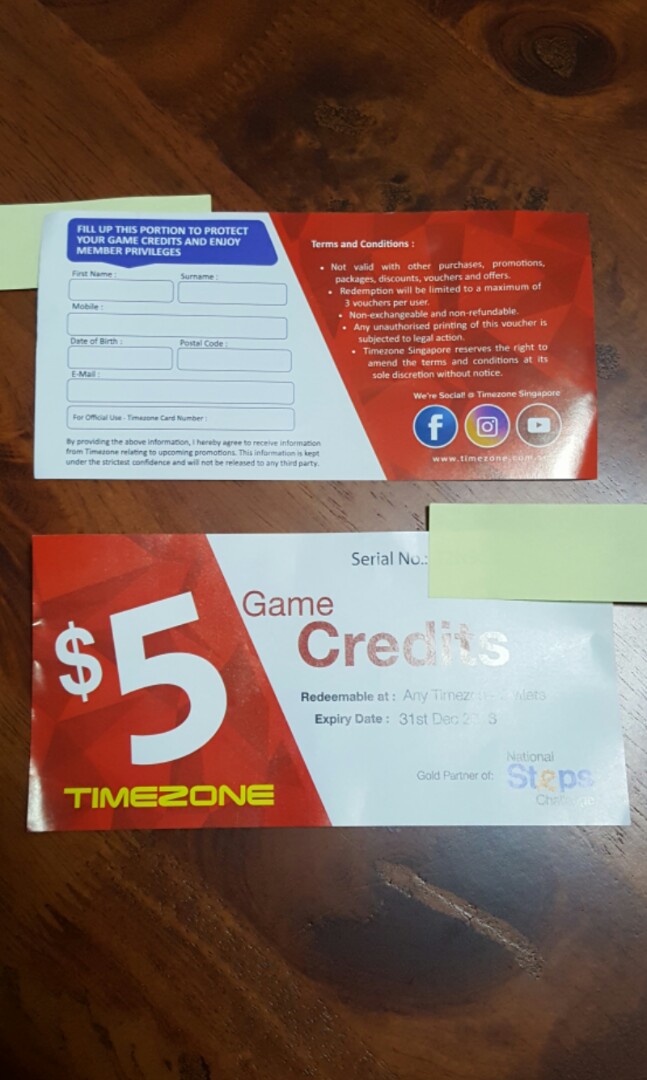 FILL UP THIS PORTION TO PROTECT
YOUR GAME CREDITS AND ENJOY
MEMBER PRIVILEGES
First Name :
Surname :
Mobile :
Date of Birth :
Postal Code :
E-Mail :
For Official Use - Timezone Card Number :
By providing the above information, I hereby agree to receive information
from Timezone relating to upcoming promotions. This information is kept
under the strictest confidence and will not be released to any third party.
Terms and Conditions :
• Not valid with other purchases, promotions,
packages, discounts, vouchers and offers.
• Redemption will be limited to a maximum of
3 vouchers per user.
• Non-exchangeable and non-refundable.
• Any unauthorised printing of this voucher is
subjected to legal action.
• Timezone Singapore reserves the right to
amend the terms and conditions at its
sole discretion without notice.
We're Social! @ Timezone Singapore
www.timezone.com
Serial No.:
$5
Game
Credits
Redeemable at : Any
Expiry Date : 31st Dec
TIMEZONE
Gold Partner of:
National
Steps